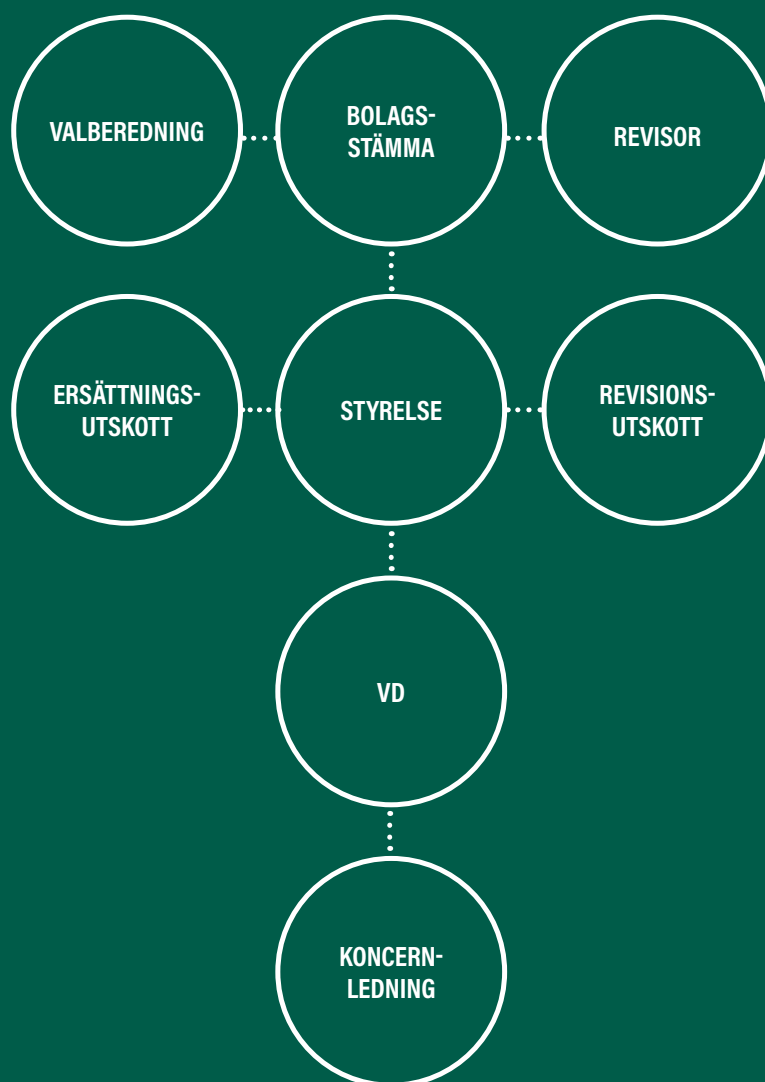 VALBEREDNING
BOLAGS-
STÄMMA
REVISOR
ERSÄTTNINGS-
UTSKOTT
STYRELSE
REVISIONS-
UTSKOTT
VD
KONCERN-
LEDNING